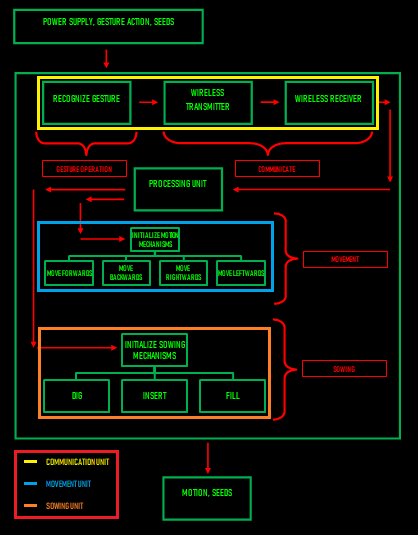 POWER SUPPLY, GESTURE ACTION, SEEDS
RECOGNIZE GESTURE
WIRELESS
TRANSMITTER
WIRELESS RECEIVER
GESTURE OPERATION
COMMUNICATE
PROCESSING UNIT
INITIALIZE MOTION
MECHANISMS
MOVE FORWARDS
MOVE
BACKWARDS
MOVE
RIGHTWARDS
MOVE LEFTWARDS
MOVEMENT
INITIALIZE SOWING
MECHANISMS
DIG
INSERT
FILL
SOWING
COMMUNICATION UNIT
MOVEMENT UNIT
SOWING UNIT
MOTION, SEEDS